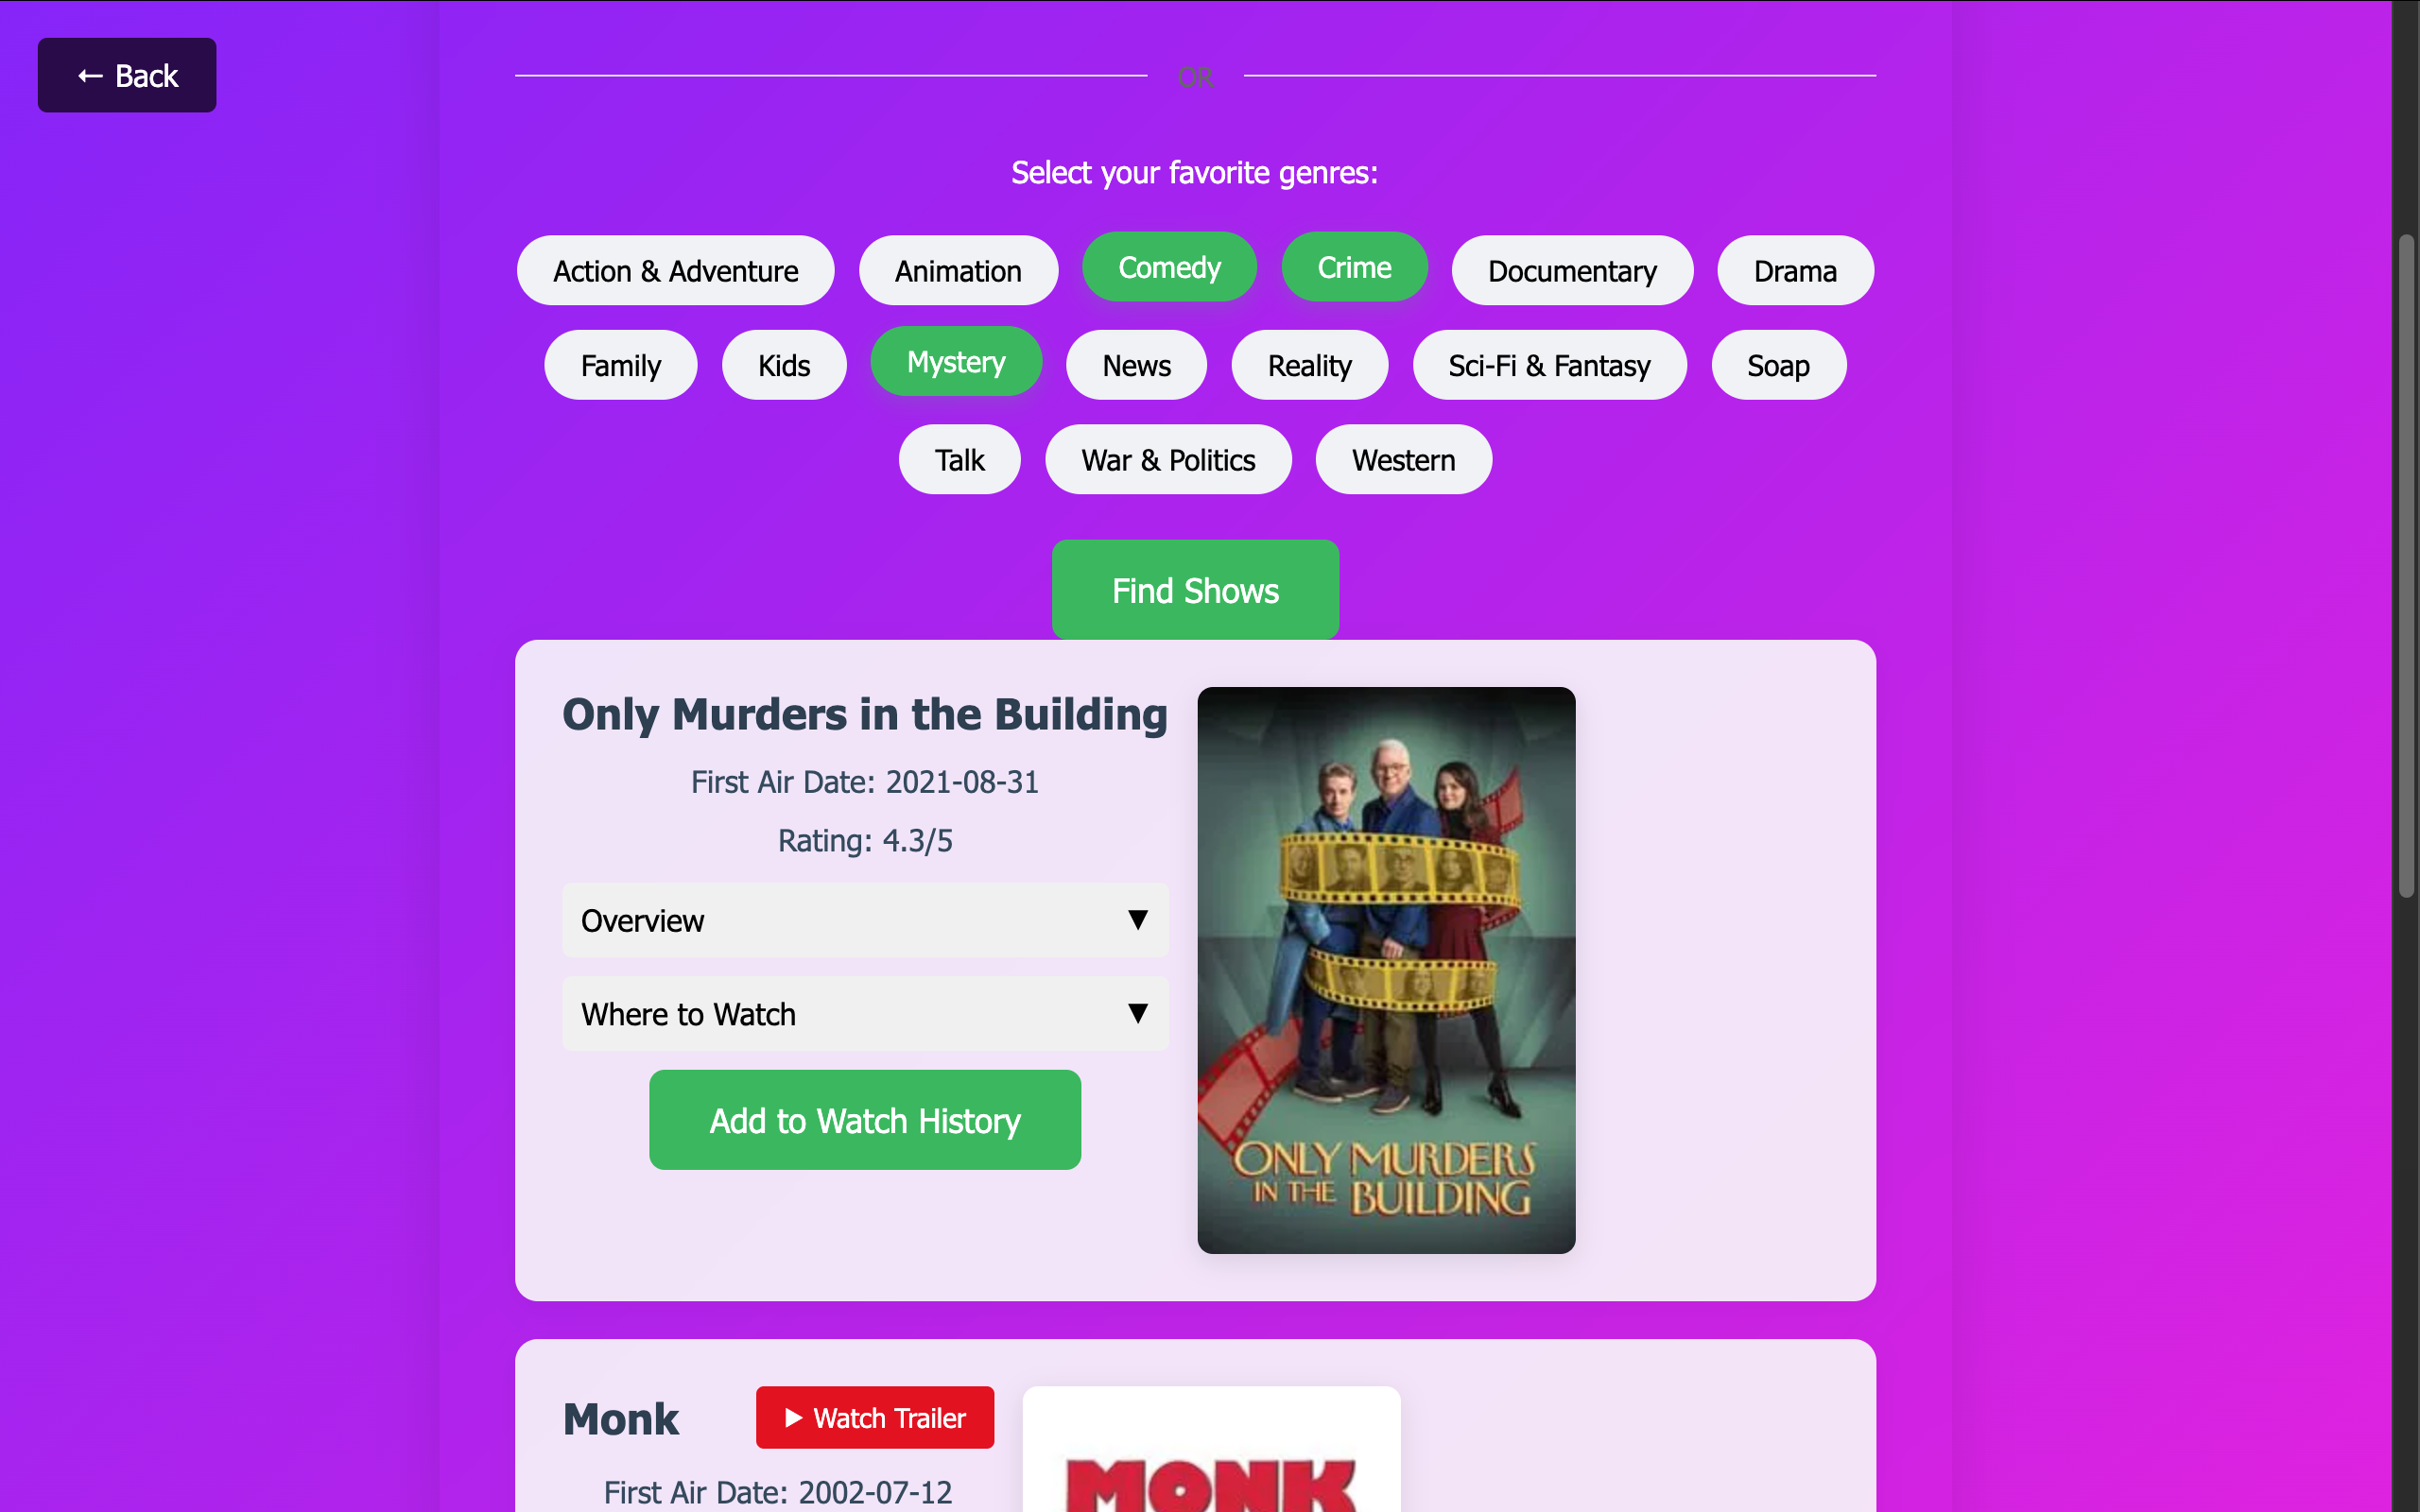 ← Back
OR
Select your favorite genres:
Action & Adventure Animation Comedy Crime Documentary Drama
Family Kids Mystery News Reality Sci-Fi & Fantasy Soap
Talk War & Politics Western
Find Shows
Only Murders in the Building
First Air Date: 2021-08-31
Rating: 4.3/5
Overview ▼
Where to Watch ▼
Add to Watch History
ONLY MURDERS
IN THE BUILDING
Monk ▶ Watch Trailer
First Air Date: 2002-07-12
MONK